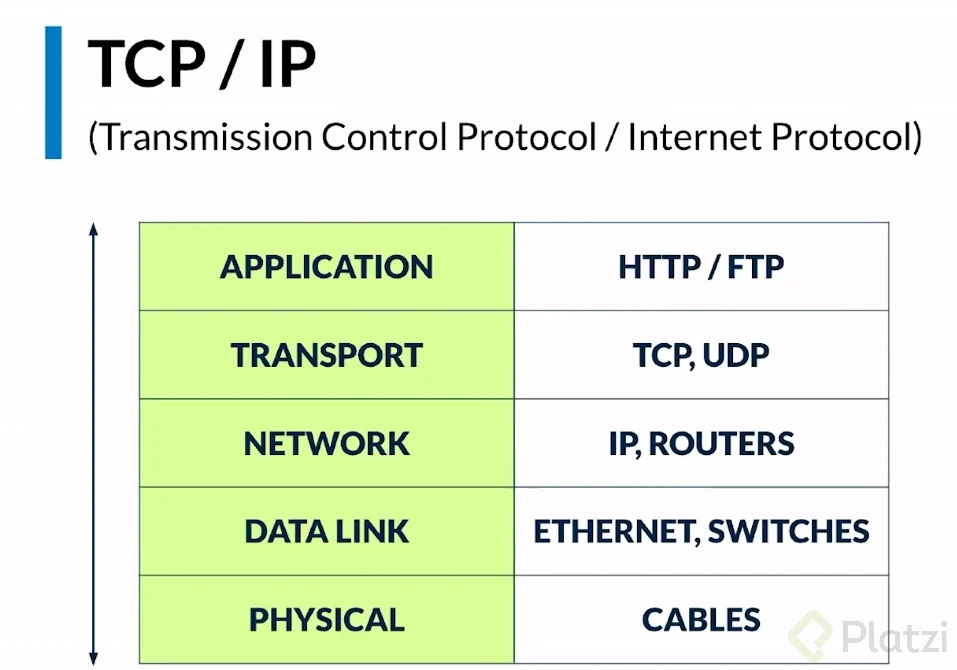 TCP / IP
(Transmission Control Protocol / Internet Protocol)
APPLICATION HTTP / FTP
TRANSPORT TCP, UDP
NETWORK IP, ROUTERS
DATA LINK ETHERNET, SWITCHES
PHYSICAL CABLES
Platzi